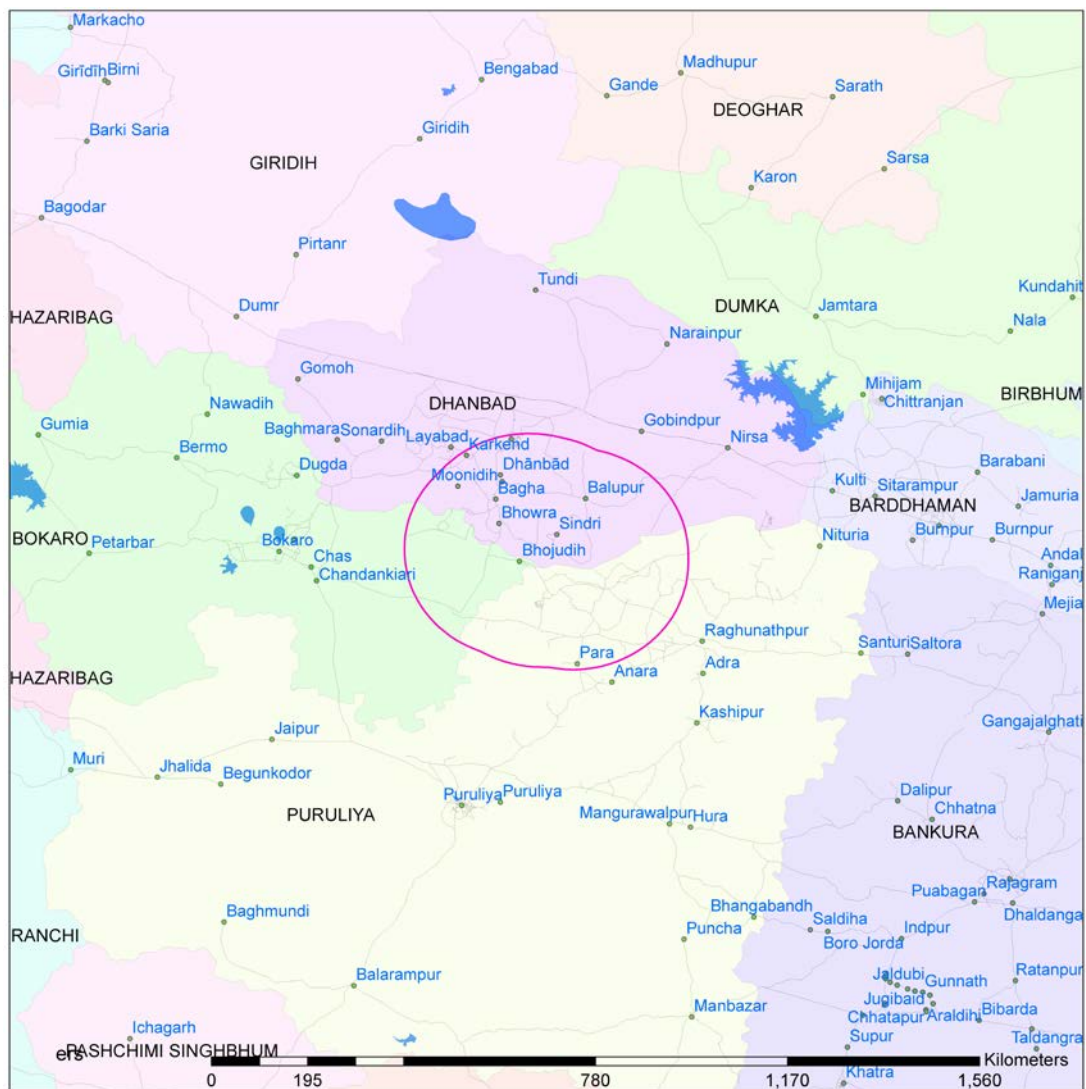 Markacho
Giridih Birni
Bengabad
Madhupur
Gande
Sarath
DEOGHAR
Barki Saria
Giridih
GIRIDIH
Sarsa
Karon
Bagodar
Pirtanr
Tundi
Kundahit
HAZARIBAG
Dumr
DUMKA
Jamtara
Nala
Narainpur
Gomoh
Mihijam
Chittranjan
BIRBHUM
Nawadih
DHANBAD
Gumia
Baghmara Sonardih
Layabad
Gobindpur
Bermo
Karkehd
Nirsa
Dugda
Moonidih
Dhānbād
Barabani
Bagha
Balupur
Kulti
Sitarampur
Jamuria
BARDDHAMAN
Bhowra
Sindri
BOKARO
Petarbar
Bokaro
Chas
Bhojudih
Nituria
Bumpur
Burnpur
Andal
Chandankiari
Raniganj
Mejia
Raghunathpur
Santuri Saltora
HAZARIBAG
Para
Anara
Adra
Kashipur
Gangajalghati
Jaipur
Muri
Jhalida
Begunkodor
Puruliya
Puruliya
Dalipur
Chhatna
PURULIYA
Mangurawalpur
Hura
BANKURA
Rajagram
Puabagan
Dhaldanga
Baghmundi
Bhangabandh
RANCHI
Puncha
Saldiha
Boro Jorda
Indpur
Balarampur
Jaldubi
Gunnath
Ratanpur
Manbazar
Jugibaid
Chhatapur
Araldihi
Bibarda
Ichagarh
Supur
Taldangra
ers
PASHCHIMI SINGHBHUM
Kilometers
Khatra
0 195 780 1,170 1,560